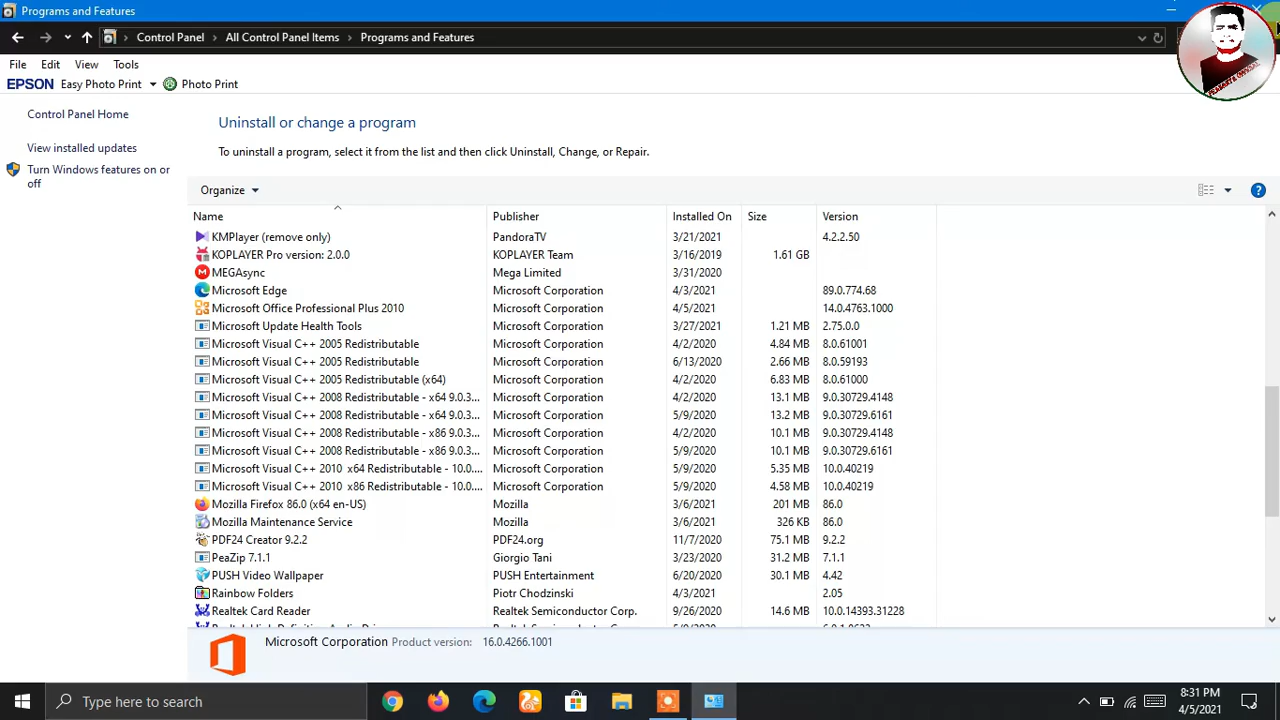 Programs and Features
Control Panel > All Control Panel Items > Programs and Features
File Edit View Tools
EPSON Easy Photo Print Photo Print
Control Panel Home
View installed updates
Turn Windows features on or off
Uninstall or change a program
To uninstall a program, select it from the list and then click Uninstall, Change, or Repair.
Organize
Name Publisher Installed On Size Version
KMPlayer (remove only) PandoraTV 3/21/2021 4.2.2.50
KOPLAYER Pro version: 2.0.0 KOPLAYER Team 3/16/2019 1.61 GB
MEGAsync Mega Limited 3/31/2020
Microsoft Edge Microsoft Corporation 4/3/2021 89.0.774.68
Microsoft Office Professional Plus 2010 Microsoft Corporation 4/5/2021 14.0.4763.1000
Microsoft Update Health Tools Microsoft Corporation 3/27/2021 1.21 MB 2.75.0.0
Microsoft Visual C++ 2005 Redistributable Microsoft Corporation 4/2/2020 4.84 MB 8.0.61001
Microsoft Visual C++ 2005 Redistributable Microsoft Corporation 6/13/2020 2.66 MB 8.0.59193
Microsoft Visual C++ 2005 Redistributable (x64) Microsoft Corporation 4/2/2020 6.83 MB 8.0.61000
Microsoft Visual C++ 2008 Redistributable - x64 9.0.3... Microsoft Corporation 4/2/2020 13.1 MB 9.0.30729.4148
Microsoft Visual C++ 2008 Redistributable - x64 9.0.3... Microsoft Corporation 5/9/2020 13.2 MB 9.0.30729.6161
Microsoft Visual C++ 2008 Redistributable - x86 9.0.3... Microsoft Corporation 4/2/2020 10.1 MB 9.0.30729.4148
Microsoft Visual C++ 2008 Redistributable - x86 9.0.3... Microsoft Corporation 5/9/2020 10.1 MB 9.0.30729.6161
Microsoft Visual C++ 2010 x64 Redistributable - 10.0.... Microsoft Corporation 5/9/2020 5.35 MB 10.0.40219
Microsoft Visual C++ 2010 x86 Redistributable - 10.0.... Microsoft Corporation 5/9/2020 4.58 MB 10.0.40219
Mozilla Firefox 86.0 (x64 en-US) Mozilla 3/6/2021 201 MB 86.0
Mozilla Maintenance Service Mozilla 3/6/2021 326 KB 86.0
PDF24 Creator 9.2.2 PDF24.org 11/7/2020 75.1 MB 9.2.2
PeaZip 7.1.1 Giorgio Tani 3/23/2020 31.2 MB 7.1.1
PUSH Video Wallpaper PUSH Entertainment 6/20/2020 30.1 MB 4.42
Rainbow Folders Piotr Chodzinski 4/3/2021 2.05
Realtek Card Reader Realtek Semiconductor Corp. 9/26/2020 14.6 MB 10.0.14393.31228
Microsoft Corporation Product version: 16.0.4266.1001
Type here to search
8:31 PM
4/5/2021